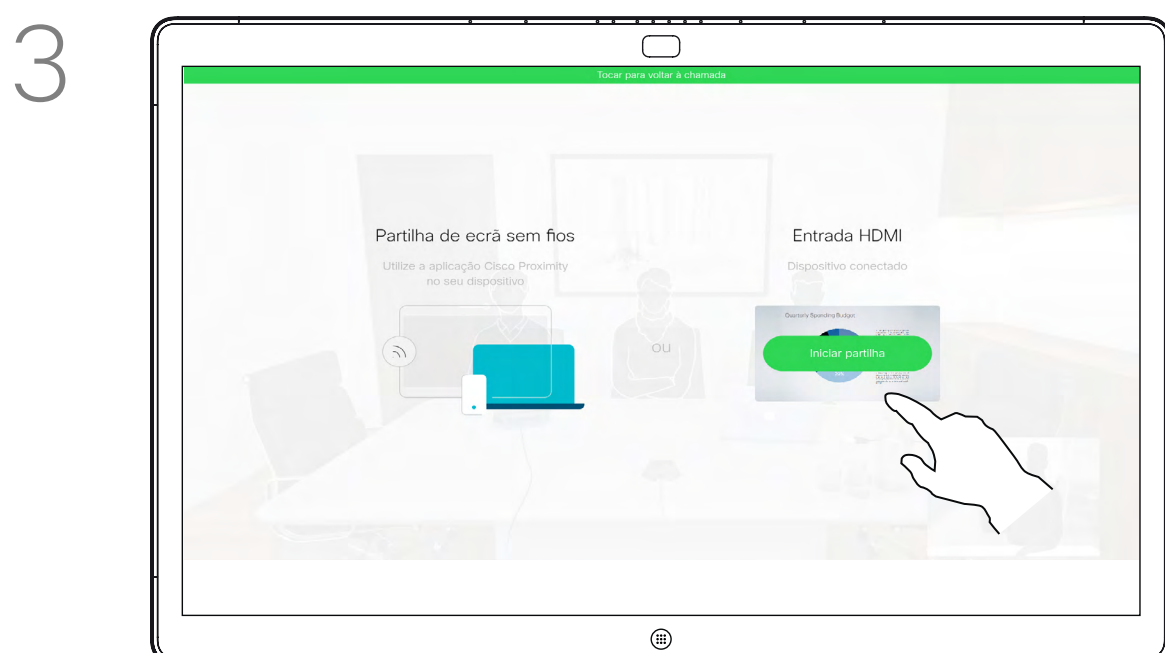 3
Tocar para voltar à chamada
Partilha de ecrã sem fios
Utilize a aplicação Cisco Proximity
no seu dispositivo
OU
Entrada HDMI
Dispositivo conectado
Quarterly Spending Budget
Iniciar partilha